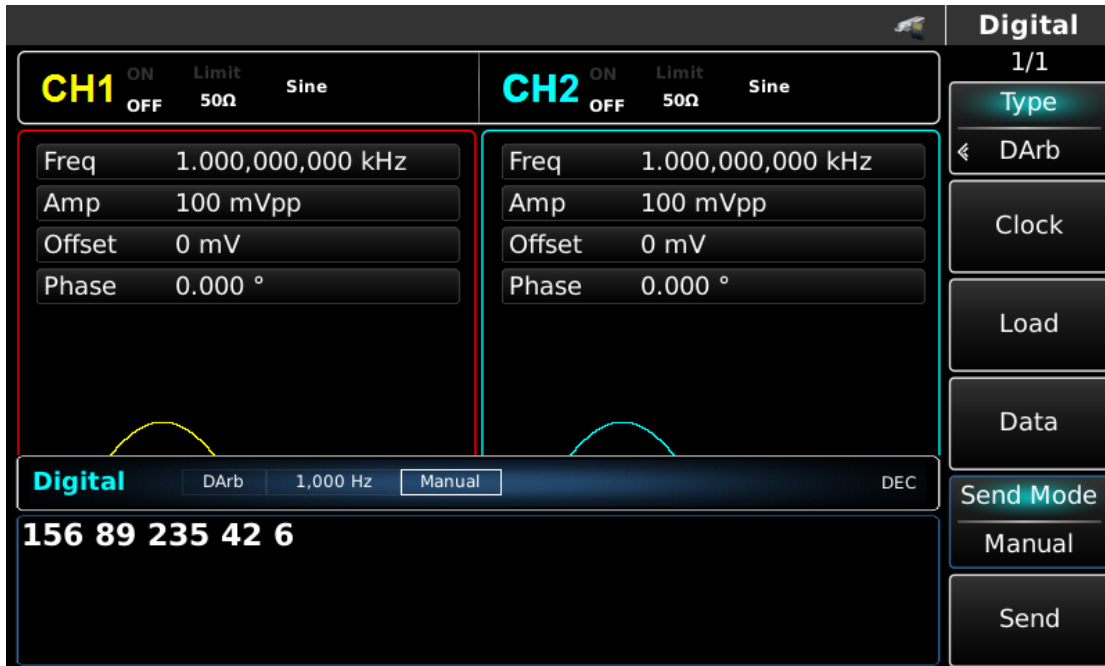 Digital
1/1
CH1 ON OFF Limit 50Ω Sine
CH2 ON OFF Limit 50Ω Sine
Freq 1.000,000,000 kHz
Amp 100 mVpp
Offset 0 mV
Phase 0.000 °
Freq 1.000,000,000 kHz
Amp 100 mVpp
Offset 0 mV
Phase 0.000 °
Digital DArb 1,000 Hz Manual DEC
156 89 235 42 6
Type
DArb
Clock
Load
Data
Send Mode
Manual
Send